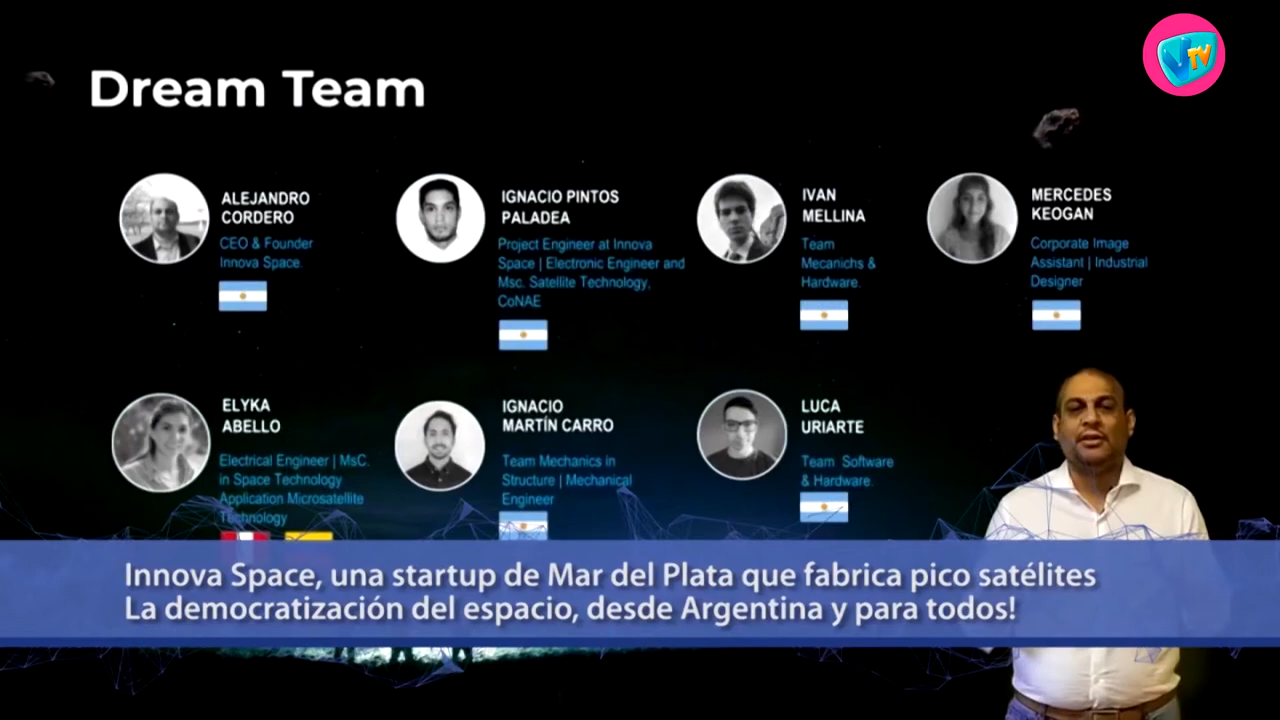 VTV
Dream Team
ALEJANDRO
CORDERO
CEO & Founder
Innova Space.
IGNACIO PINTOS
PALADEA
Project Engineer at Innova
Space | Electronic Engineer and
Msc. Satellite Technology,
CoNAE
IVAN
MELLINA
Team
Mecanichs &
Hardware.
MERCEDES
KEOGAN
Corporate Image
Assistant | Industrial
Designer
ELYKA
ABELLO
Electrical Engineer | MsC.
in Space Technology
Application Microsatellite
Technology
IGNACIO
MARTÍN CARRO
Team Mechanics in
Structure | Mechanical
Engineer
LUCA
URIARTE
Team Software
& Hardware.
Innova Space, una startup de Mar del Plata que fabrica pico satélites
La democratización del espacio, desde Argentina y para todos!